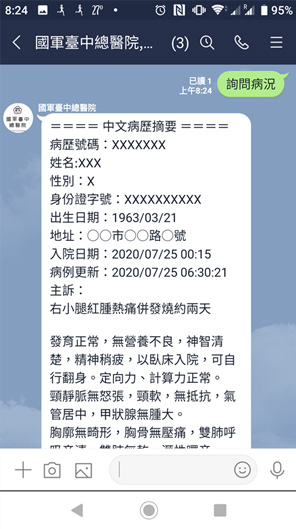 8:24
27°
95%
國軍臺中總醫院,... (3)
已讀 1
上午8:24
詢問病況
國軍臺中總醫院
國軍臺中
總醫院
==== 中文病歷摘要 ====
病歷號碼：XXXXXXX
姓名:XXX
性別：X
身份證字號：XXXXXXXXXX
出生日期：1963/03/21
地址：○○市○○路○號
入院日期：2020/07/25 00:15
病例更新：2020/07/25 06:30:21
主訴：
右小腿紅腫熱痛併發燒約兩天
發育正常，無營養不良，神智清
楚，精神稍疲，以臥床入院，可自
行翻身。定向力、計算力正常。
頸靜脈無怒張，頸軟，無抵抗，氣
管居中，甲狀腺無腫大。
胸廓無畸形，胸骨無壓痛，雙肺呼